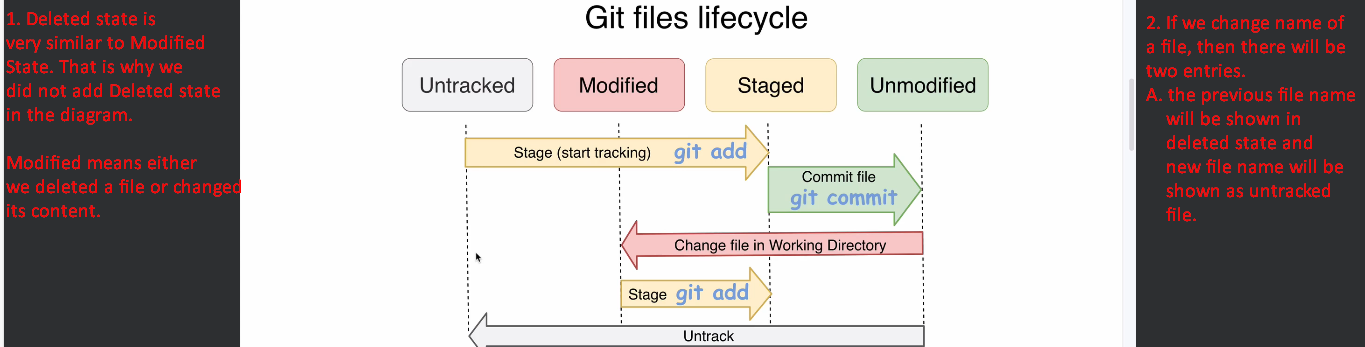 Git files lifecycle
1. Deleted state is
very similar to Modified
State. That is why we
did not add Deleted state
in the diagram.
Modified means either
we deleted a file or changed
its content.
Untracked
Modified
Staged
Unmodified
Stage (start tracking) git add
Commit file
git commit
Change file in Working Directory
Stage git add
Untrack
2. If we change name of
a file, then there will be
two entries.
A. the previous file name
will be shown in
deleted state and
new file name will be
shown as untracked
file.